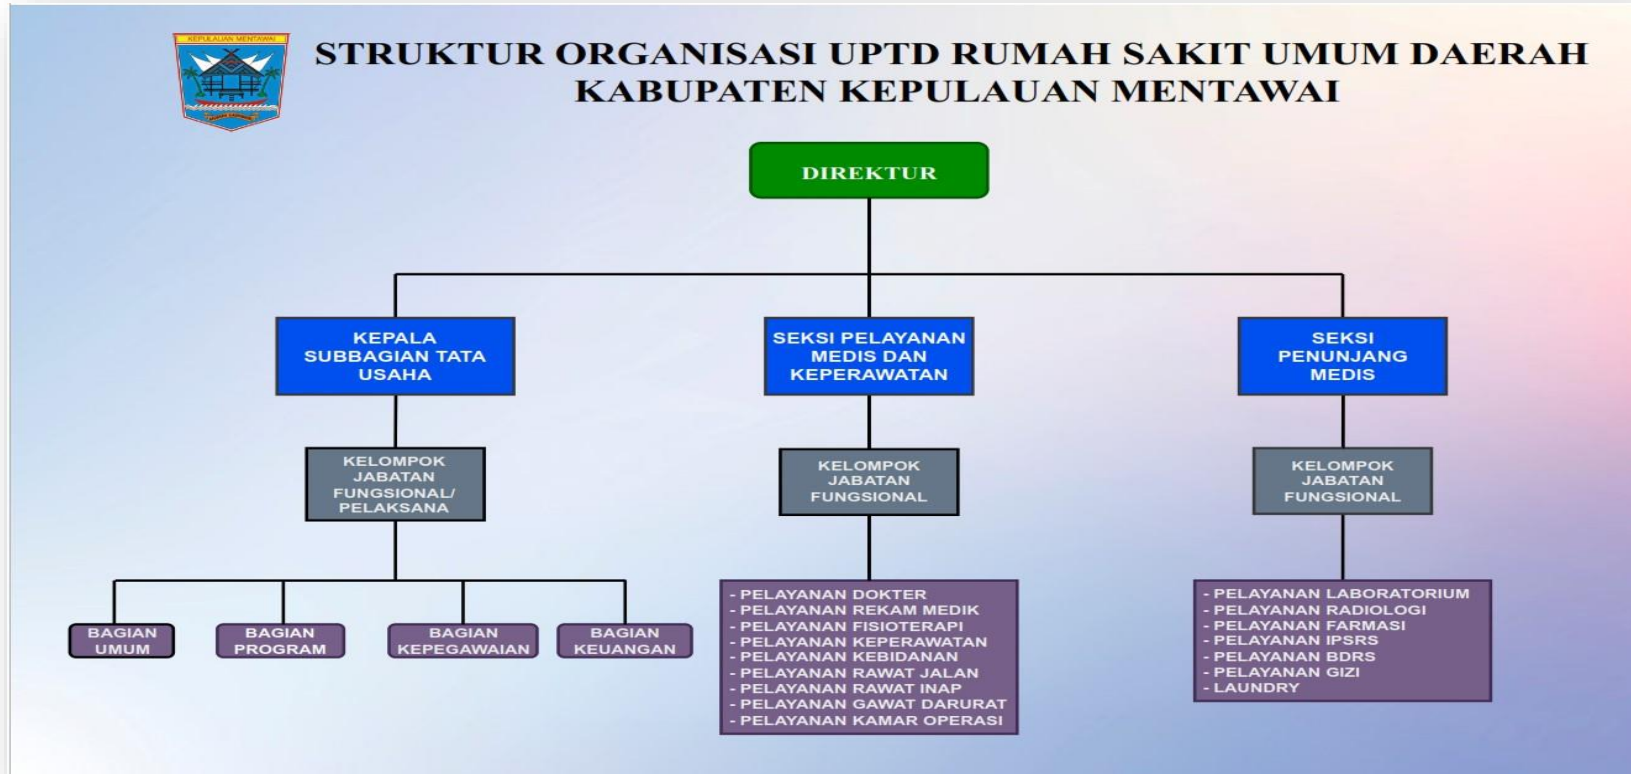 KEPULAUAN MENTAWAI
STRUKTUR ORGANISASI UPTD RUMAH SAKIT UMUM DAERAH
KABUPATEN KEPULAUAN MENTAWAI
DIREKTUR
KEPALA
SUBBAGIAN TATA
USAHA
SEKSI PELAYANAN
MEDIS DAN
KEPERAWATAN
SEKSI
PENUNJANG
MEDIS
KELOMPOK
JABATAN
FUNGSIONAL/
PELAKSANA
KELOMPOK
JABATAN
FUNGSIONAL
KELOMPOK
JABATAN
FUNGSIONAL
BAGIAN
UMUM
BAGIAN
PROGRAM
BAGIAN
KEPEGAWAIAN
BAGIAN
KEUANGAN
- PELAYANAN DOKTER
- PELAYANAN REKAM MEDIK
- PELAYANAN FISIOTERAPI
- PELAYANAN KEPERAWATAN
- PELAYANAN KEBIDANAN
- PELAYANAN RAWAT JALAN
- PELAYANAN RAWAT INAP
- PELAYANAN GAWAT DARURAT
- PELAYANAN KAMAR OPERASI
- PELAYANAN LABORATORIUM
- PELAYANAN RADIOLOGI
- PELAYANAN FARMASI
- PELAYANAN IPSRS
- PELAYANAN BDRS
- PELAYANAN GIZI
- LAUNDRY